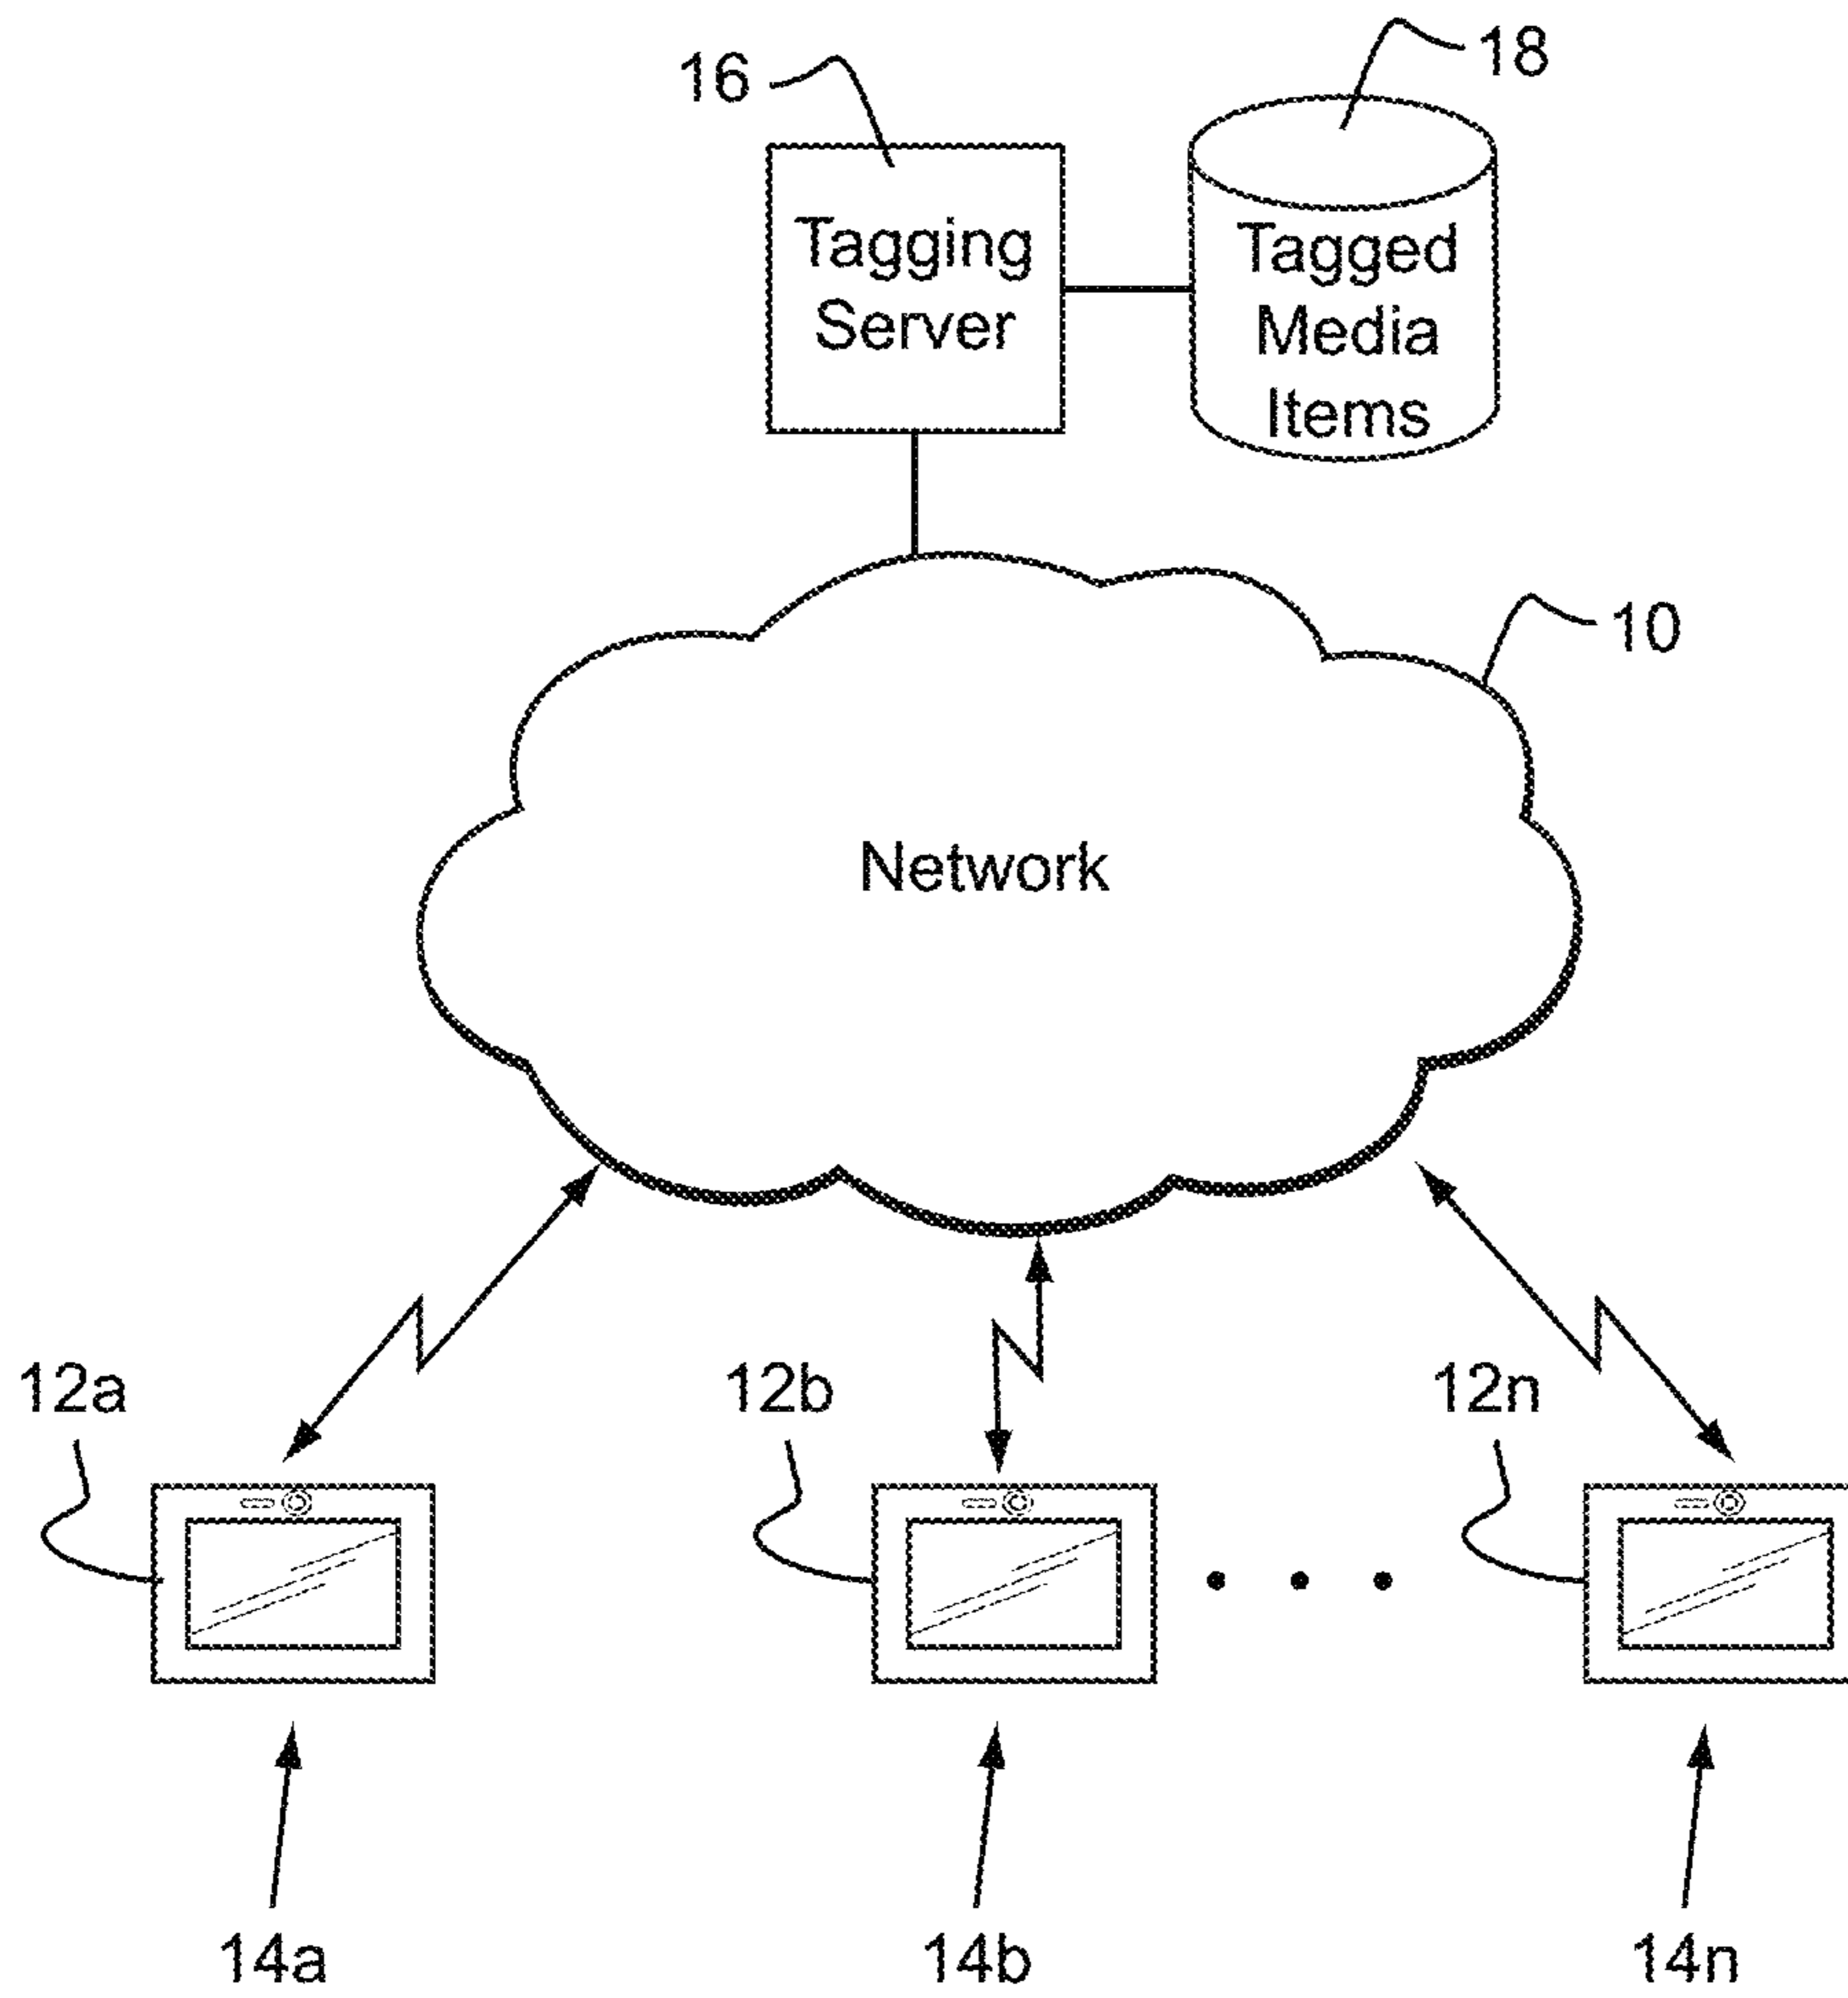 16
18
Tagging
Server
Tagged
Media
Items
10
Network
12a
12b
12n
14a
14b
14n